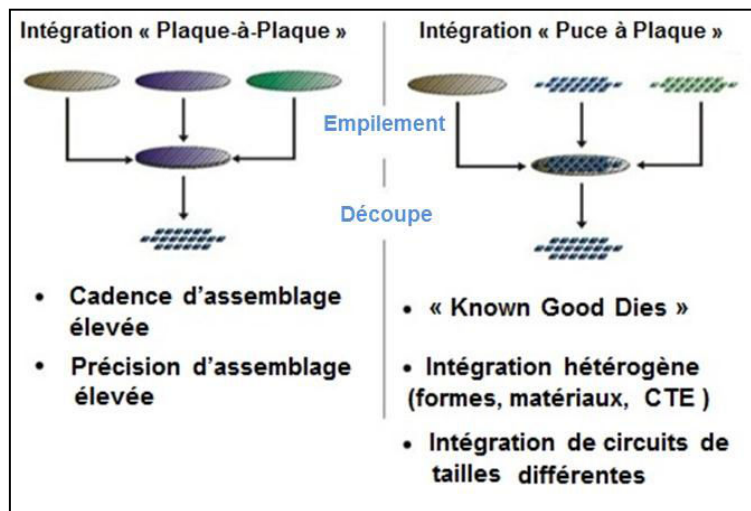 Intégration « Plaque-à-Plaque »
Intégration « Puce à Plaque »
Empilement
Découpe
• Cadence d’assemblage
élevée
• Précision d’assemblage
élevée
• « Known Good Dies »
• Intégration hétérogène
(formes, matériaux, CTE )
• Intégration de circuits de
tailles différentes